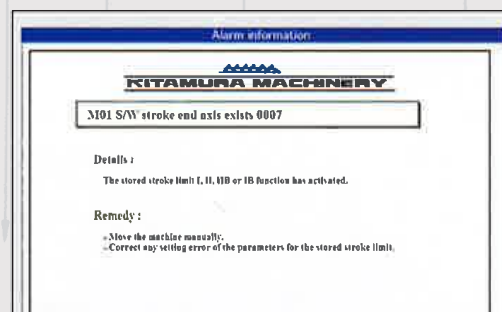 Alarm information
KITAMURA MACHINERY
M01 S/W stroke end axis exists 0007
Details :
The stored stroke limit I, II, IIB or IB function has activated.
Remedy :
- Move the machine manually.
- Correct any setting error of the parameters for the stored stroke limit.